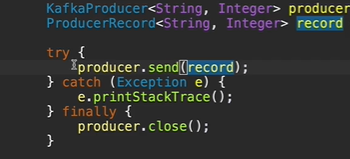 KafkaProducer<String, Integer> producer
ProducerRecord<String, Integer> record
try {
producer.send(record);
} catch (Exception e) {
e.printStackTrace();
} finally {
producer.close();
}